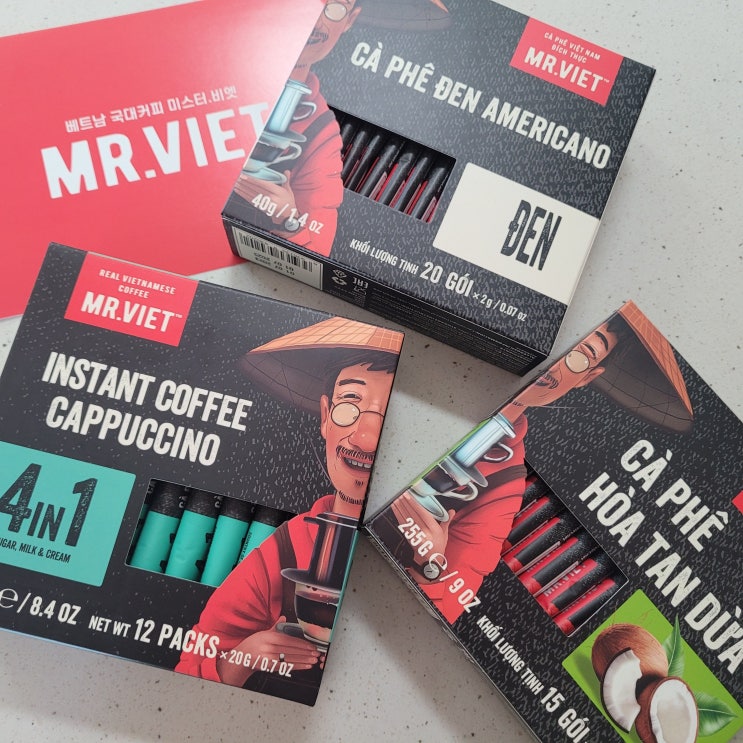 베트남 국대커피 미스터.비엣
MR.VIET
CÀ PHÊ VIỆT NAM
ĐÍCH THỰC
MR.VIET™
CÀ PHÊ ĐEN AMERICANO
40g / 1.4 oz
ĐEN
KHỐI LƯỢNG TỊNH 20 GÓI × 2g / 0.07 oz
REAL VIETNAMESE
COFFEE
MR.VIET™
INSTANT COFFEE
CAPPUCCINO
4IN1
MILK & CREAM
℮ / 8.4 OZ NET WT 12 PACKS × 20G / 0.7 OZ
CÀ PHÊ
HÒA TAN DỪA
255G ℮ / 9 OZ
KHỐI LƯỢNG TỊNH 15 GÓI